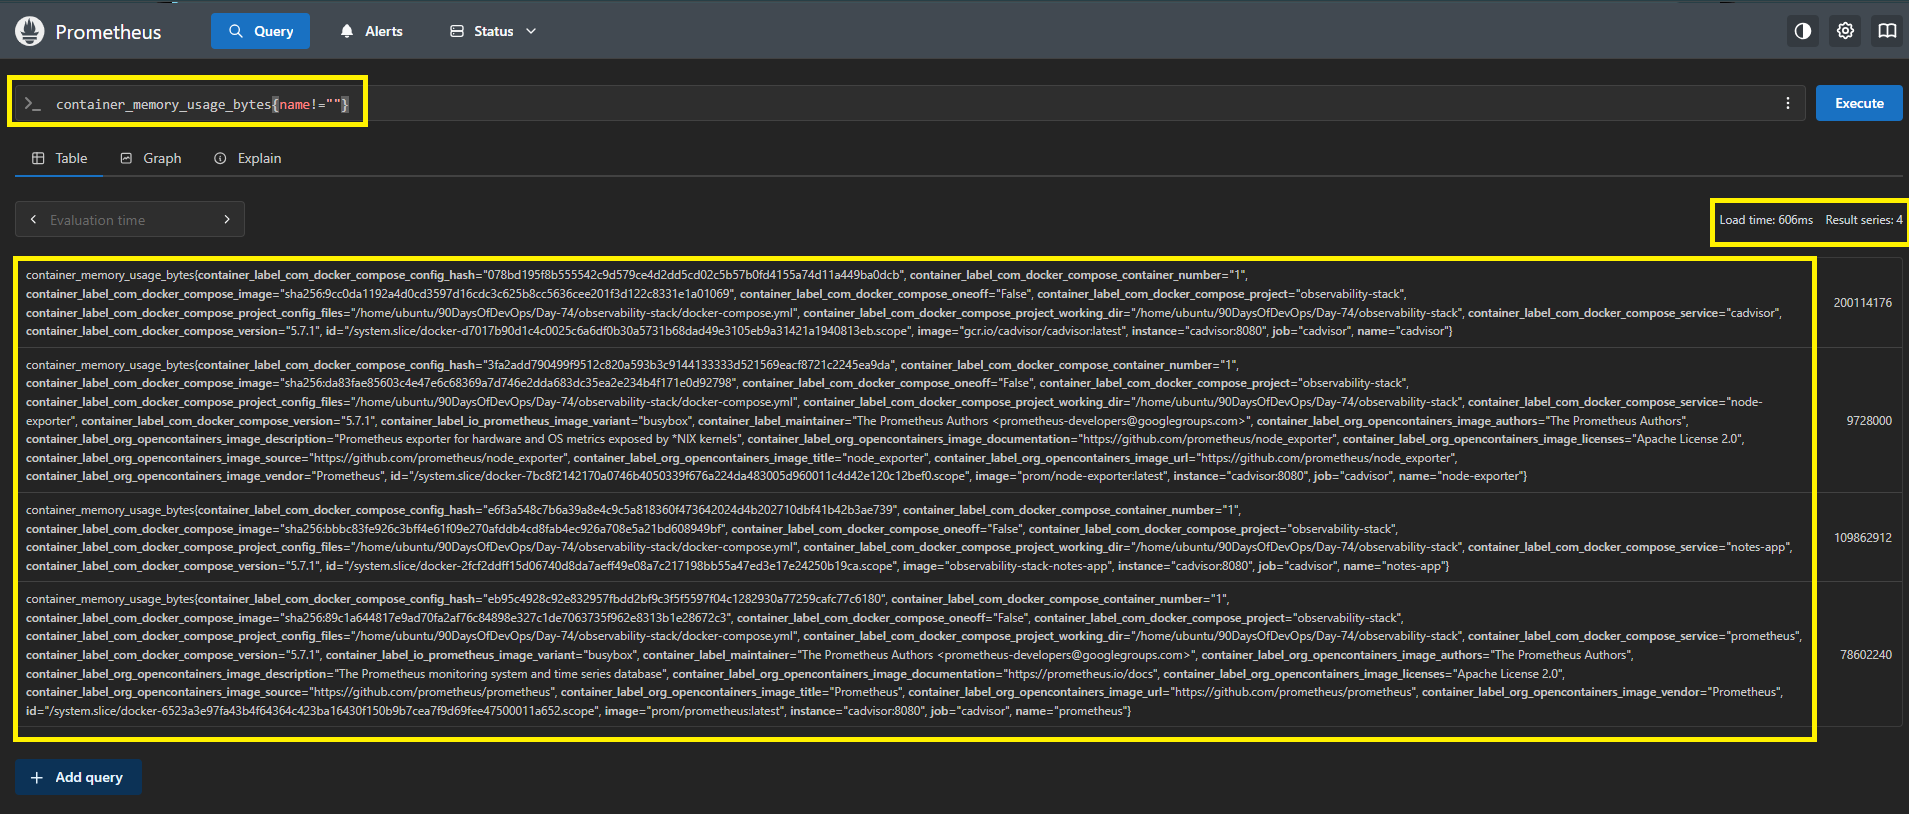 Prometheus
Query
Alerts
Status
container_memory_usage_bytes{name!=""}
Execute
Table
Graph
Explain
Evaluation time
Load time: 606ms Result series: 4
container_memory_usage_bytes{container_label_com_docker_compose_config_hash="078bd195f8b555542c9d579ce4d2dd5cd02c5b57b0fd4155a74d11a449ba0dcb", container_label_com_docker_compose_container_number="1",
container_label_com_docker_compose_image="sha256:9cc0da1192a4d0cd3597d16cdc3c625b8cc5636cee201f3d122c8331e1a01069", container_label_com_docker_compose_oneoff="False", container_label_com_docker_compose_project="observability-stack",
container_label_com_docker_compose_project_config_files="/home/ubuntu/90DaysOfDevOps/Day-74/observability-stack/docker-compose.yml", container_label_com_docker_compose_project_working_dir="/home/ubuntu/90DaysOfDevOps/Day-74/observability-stack", container_label_com_docker_compose_service="cadvisor",
container_label_com_docker_compose_version="5.7.1", id="/system.slice/docker-d7017b90d1c4c0025c6a6df0b30a5731b68dad49e3105eb9a31421a1940813eb.scope", image="gcr.io/cadvisor/cadvisor:latest", instance="cadvisor:8080", job="cadvisor", name="cadvisor"}
200114176
container_memory_usage_bytes{container_label_com_docker_compose_config_hash="3fa2add790499f9512c820a593b3c9144133333d521569eacf8721c2245ea9da", container_label_com_docker_compose_container_number="1",
container_label_com_docker_compose_image="sha256:da83fae85603c4e47e6c68369a7d746e2dda683dc35ea2e234b4f171e0d92798", container_label_com_docker_compose_oneoff="False", container_label_com_docker_compose_project="observability-stack",
container_label_com_docker_compose_project_config_files="/home/ubuntu/90DaysOfDevOps/Day-74/observability-stack/docker-compose.yml", container_label_com_docker_compose_project_working_dir="/home/ubuntu/90DaysOfDevOps/Day-74/observability-stack", container_label_com_docker_compose_service="node-
exporter", container_label_com_docker_compose_version="5.7.1", container_label_io_prometheus_image_variant="busybox", container_label_maintainer="The Prometheus Authors <prometheus-developers@googlegroups.com>", container_label_org_opencontainers_image_authors="The Prometheus Authors",
container_label_org_opencontainers_image_description="Prometheus exporter for hardware and OS metrics exposed by *NIX kernels", container_label_org_opencontainers_image_documentation="https://github.com/prometheus/node_exporter", container_label_org_opencontainers_image_licenses="Apache License 2.0",
container_label_org_opencontainers_image_source="https://github.com/prometheus/node_exporter", container_label_org_opencontainers_image_title="node_exporter", container_label_org_opencontainers_image_url="https://github.com/prometheus/node_exporter",
container_label_org_opencontainers_image_vendor="Prometheus", id="/system.slice/docker-7bc8f2142170a0746b4050339f676a224da483005d960011c4d42e120c12bef0.scope", image="prom/node-exporter:latest", instance="cadvisor:8080", job="cadvisor", name="node-exporter"}
9728000
container_memory_usage_bytes{container_label_com_docker_compose_config_hash="e6f3a548c7b6a39a8e4c9c5a818360f473642024d4b202710dbf41b42b3ae739", container_label_com_docker_compose_container_number="1",
container_label_com_docker_compose_image="sha256:bbbc83fe926c3bff4e61f09e270afddb4cd8fab4ec926a708e5a21bd608949bf", container_label_com_docker_compose_oneoff="False", container_label_com_docker_compose_project="observability-stack",
container_label_com_docker_compose_project_config_files="/home/ubuntu/90DaysOfDevOps/Day-74/observability-stack/docker-compose.yml", container_label_com_docker_compose_project_working_dir="/home/ubuntu/90DaysOfDevOps/Day-74/observability-stack", container_label_com_docker_compose_service="notes-app",
container_label_com_docker_compose_version="5.7.1", id="/system.slice/docker-2fcf2ddff15d06740d8da7aeff49e08a7c217198bb55a47ed3e17e24250b19ca.scope", image="observability-stack-notes-app", instance="cadvisor:8080", job="cadvisor", name="notes-app"}
109862912
container_memory_usage_bytes{container_label_com_docker_compose_config_hash="eb95c4928c92e832957fbdd2bf9c3f5f5597f04c1282930a77259cafc77c6180", container_label_com_docker_compose_container_number="1",
container_label_com_docker_compose_image="sha256:89c1a644817e9ad70fa2af76c84898e327c1de7063735f962e8313b1e28672c3", container_label_com_docker_compose_oneoff="False", container_label_com_docker_compose_project="observability-stack",
container_label_com_docker_compose_project_config_files="/home/ubuntu/90DaysOfDevOps/Day-74/observability-stack/docker-compose.yml", container_label_com_docker_compose_project_working_dir="/home/ubuntu/90DaysOfDevOps/Day-74/observability-stack", container_label_com_docker_compose_service="prometheus",
container_label_com_docker_compose_version="5.7.1", container_label_io_prometheus_image_variant="busybox", container_label_maintainer="The Prometheus Authors <prometheus-developers@googlegroups.com>", container_label_org_opencontainers_image_authors="The Prometheus Authors",
container_label_org_opencontainers_image_description="The Prometheus monitoring system and time series database", container_label_org_opencontainers_image_documentation="https://prometheus.io/docs", container_label_org_opencontainers_image_licenses="Apache License 2.0",
container_label_org_opencontainers_image_source="https://github.com/prometheus/prometheus", container_label_org_opencontainers_image_title="Prometheus", container_label_org_opencontainers_image_url="https://github.com/prometheus/prometheus", container_label_org_opencontainers_image_vendor="Prometheus",
id="/system.slice/docker-6523a3e97fa43b4f64364c423ba16430f150b9b7cea7f9d69fee47500011a652.scope", image="prom/prometheus:latest", instance="cadvisor:8080", job="cadvisor", name="prometheus"}
78602240
Add query